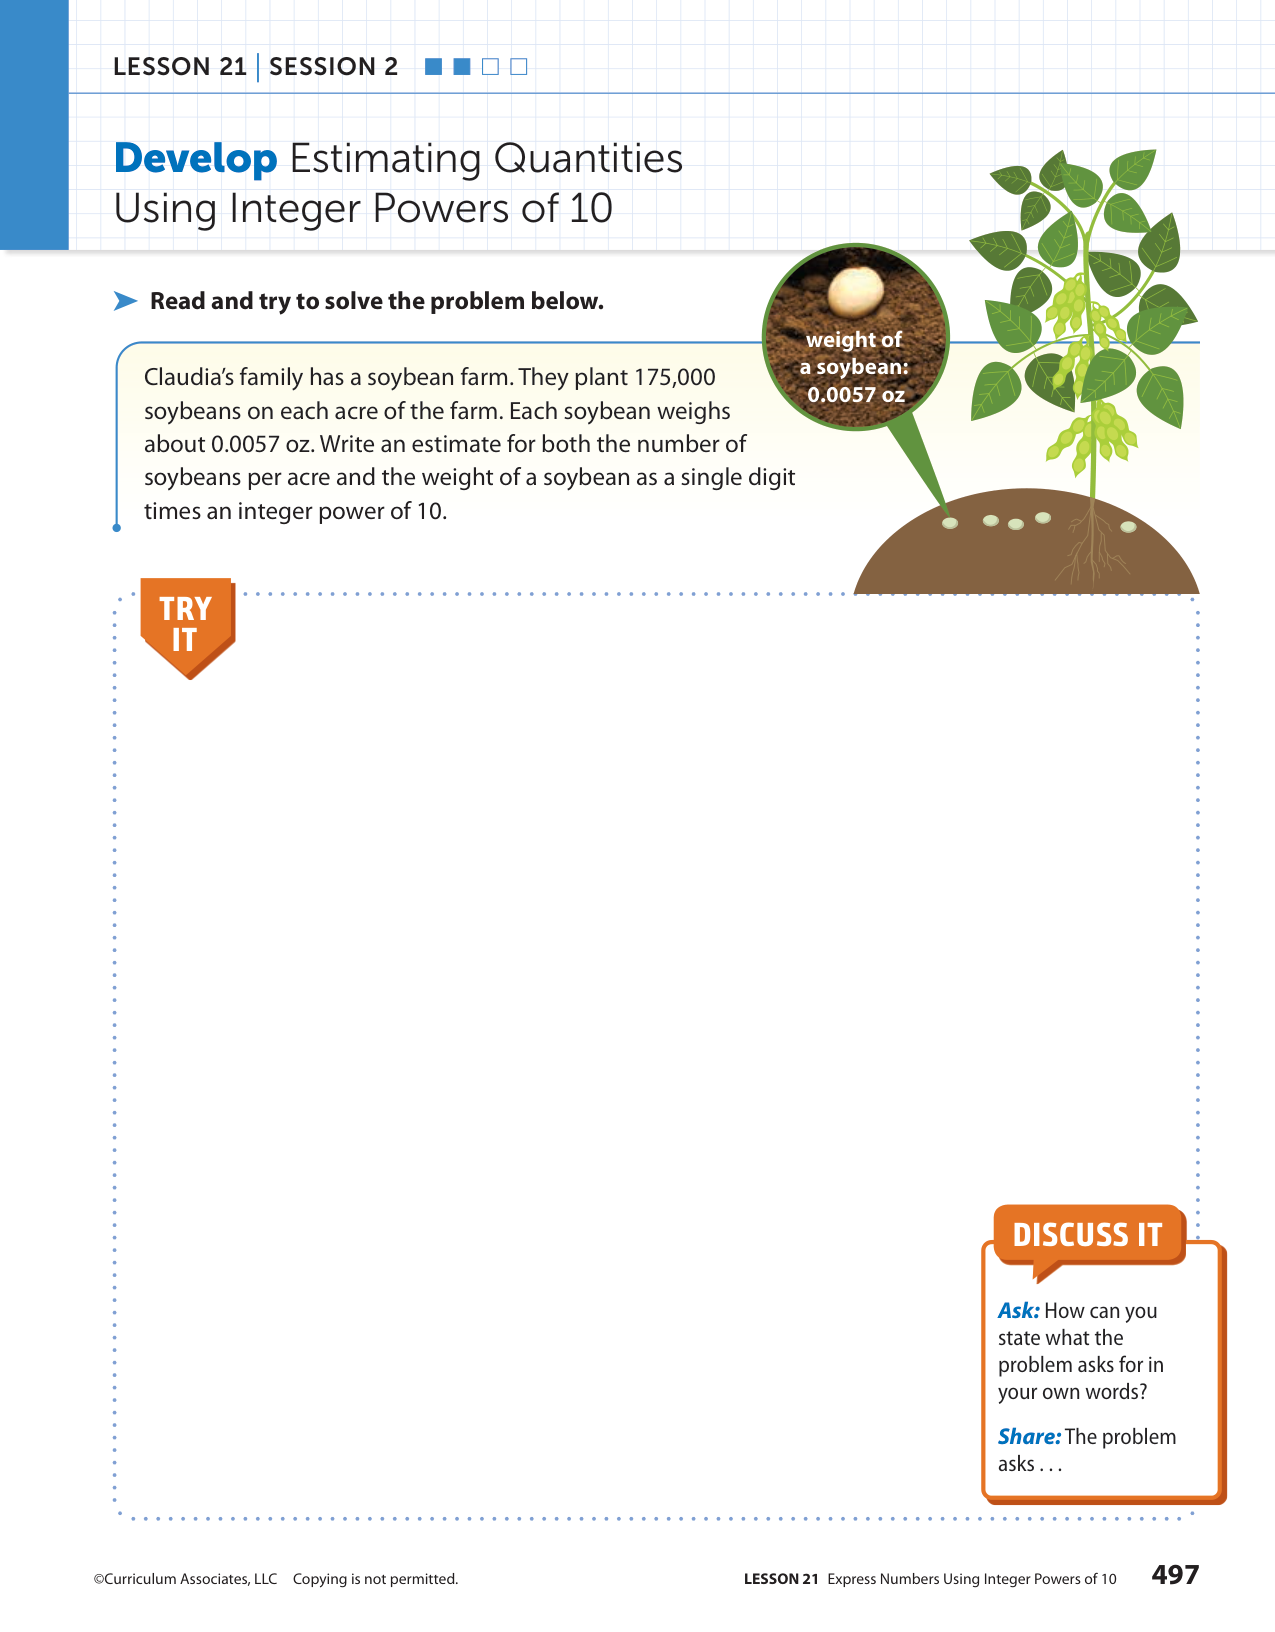 LESSON 21 | SESSION 2
Develop Estimating Quantities
Using Integer Powers of 10
Read and try to solve the problem below.
weight of
a soybean:
0.0057 oz
Claudia's family has a soybean farm. They plant 175,000
soybeans on each acre of the farm. Each soybean weighs
about 0.0057 oz. Write an estimate for both the number of
soybeans per acre and the weight of a soybean as a single digit
times an integer power of 10.
TRY
IT
DISCUSS IT
Ask: How can you
state what the
problem asks for in
your own words?
Share: The problem
asks . . .
©Curriculum Associates, LLC Copying is not permitted.
LESSON 21 Express Numbers Using Integer Powers of 10 497